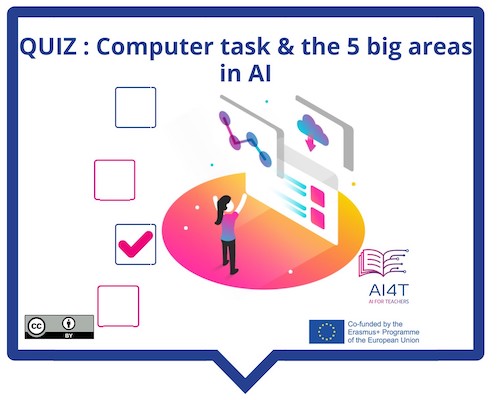 QUIZ : Computer task & the 5 big areas
in AI
AI4T
AI FOR TEACHERS
cc
BY
Co-funded by the
Erasmus+ Programme
of the European Union